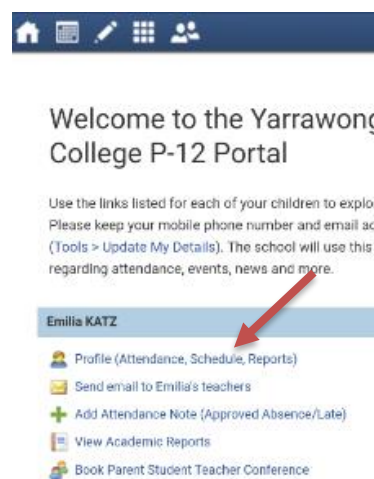 Welcome to the Yarrawong
College P-12 Portal
Use the links listed for each of your children to explo
Please keep your mobile phone number and email ad
(Tools > Update My Details). The school will use this
regarding attendance, events, news and more.
Emilia KATZ
Profile (Attendance, Schedule, Reports)
Send email to Emilia's teachers
Add Attendance Note (Approved Absence/Late)
View Academic Reports
Book Parent Student Teacher Conference